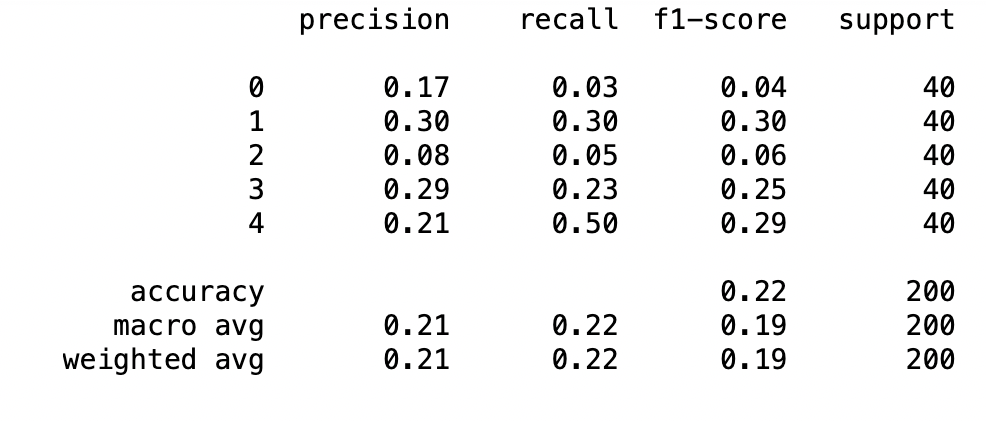 precision recall f1-score support
0 0.17 0.03 0.04 40
1 0.30 0.30 0.30 40
2 0.08 0.05 0.06 40
3 0.29 0.23 0.25 40
4 0.21 0.50 0.29 40
accuracy 0.22 200
macro avg 0.21 0.22 0.19 200
weighted avg 0.21 0.22 0.19 200